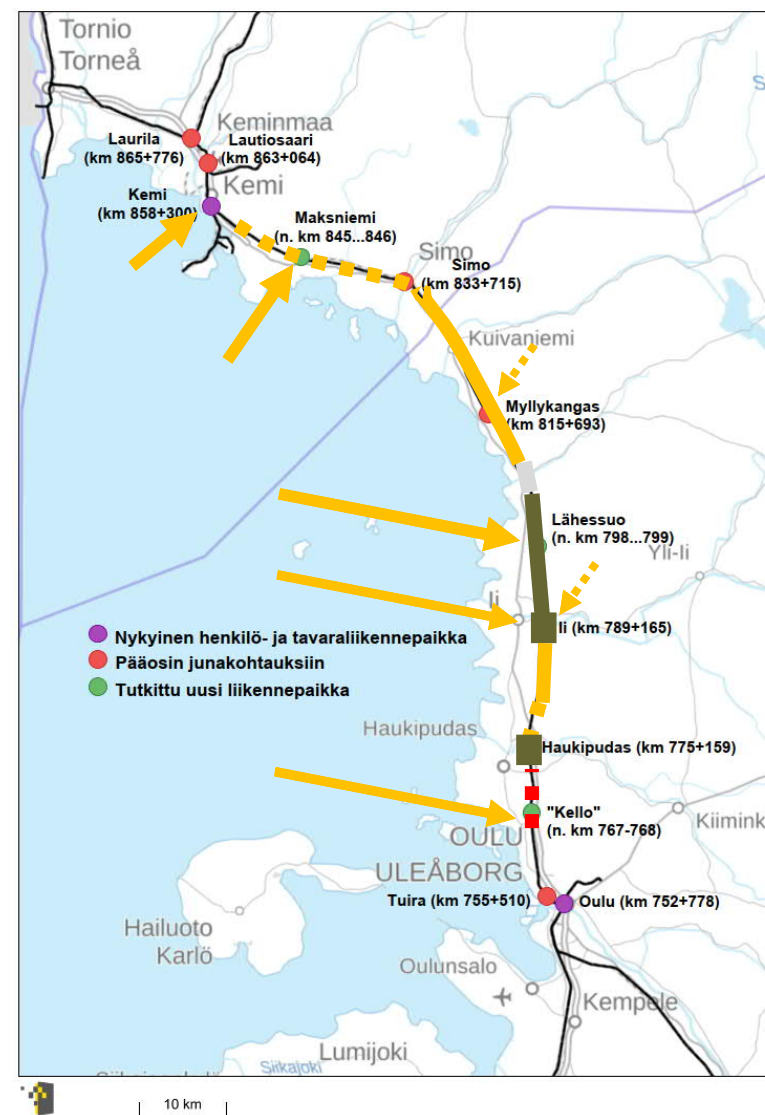 Tornio
Torneå
Keminmaa
Laurila
(km 865+776)
Lautiosaari
(km 863+064)
Kemi
Kemi
(km 858+300)
Maksniemi
(n. km 845...846)
Simo
Simo
(km 833+715)
Kuivaniemi
Myllykangas
(km 815+693)
Lähessuo
(n. km 798...799)
Yli-Ii
Ii
Ii (km 789+165)
Nykyinen henkilö- ja tavaraliikennepaikka
Pääosin junakohtauksiin
Tutkittu uusi liikennepaikka
Haukipudas
Haukipudas (km 775+159)
"Kello"
(n. km 767-768)
Kiimink
OULU
ULEÅBORG
Tuira (km 755+510)
Oulu (km 752+778)
Hailuoto
Karlö
Oulunsalo
Kempele
Lumijoki
Siikajoki
10 km